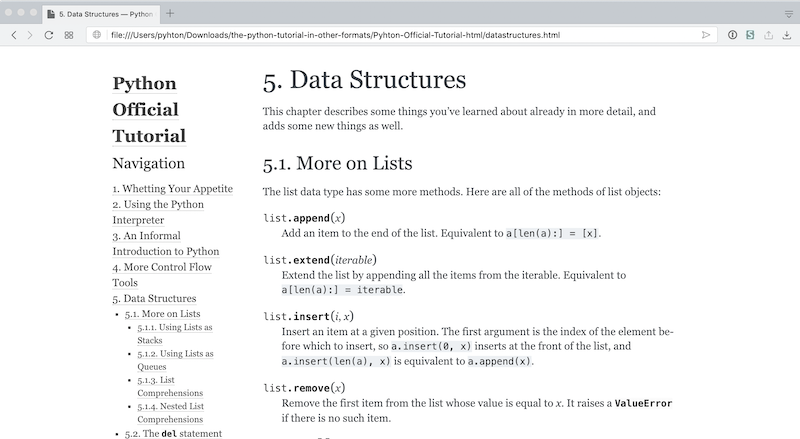 5. Data Structures — Python
file:///Users/pyhton/Downloads/the-python-tutorial-in-other-formats/Pyhton-Official-Tutorial-html/datastructures.html
Python
Official
Tutorial
Navigation
1. Whetting Your Appetite
2. Using the Python
Interpreter
3. An Informal
Introduction to Python
4. More Control Flow
Tools
5. Data Structures
• 5.1. More on Lists
• 5.1.1. Using Lists as
Stacks
• 5.1.2. Using Lists as
Queues
• 5.1.3. List
Comprehensions
• 5.1.4. Nested List
Comprehensions
• 5.2. The del statement
5. Data Structures
This chapter describes some things you’ve learned about already in more detail, and
adds some new things as well.
5.1. More on Lists
The list data type has some more methods. Here are all of the methods of list objects:
list.append(x)
Add an item to the end of the list. Equivalent to a[len(a):] = [x].
list.extend(iterable)
Extend the list by appending all the items from the iterable. Equivalent to
a[len(a):] = iterable.
list.insert(i, x)
Insert an item at a given position. The first argument is the index of the element be-
fore which to insert, so a.insert(0, x) inserts at the front of the list, and
a.insert(len(a), x) is equivalent to a.append(x).
list.remove(x)
Remove the first item from the list whose value is equal to x. It raises a ValueError
if there is no such item.